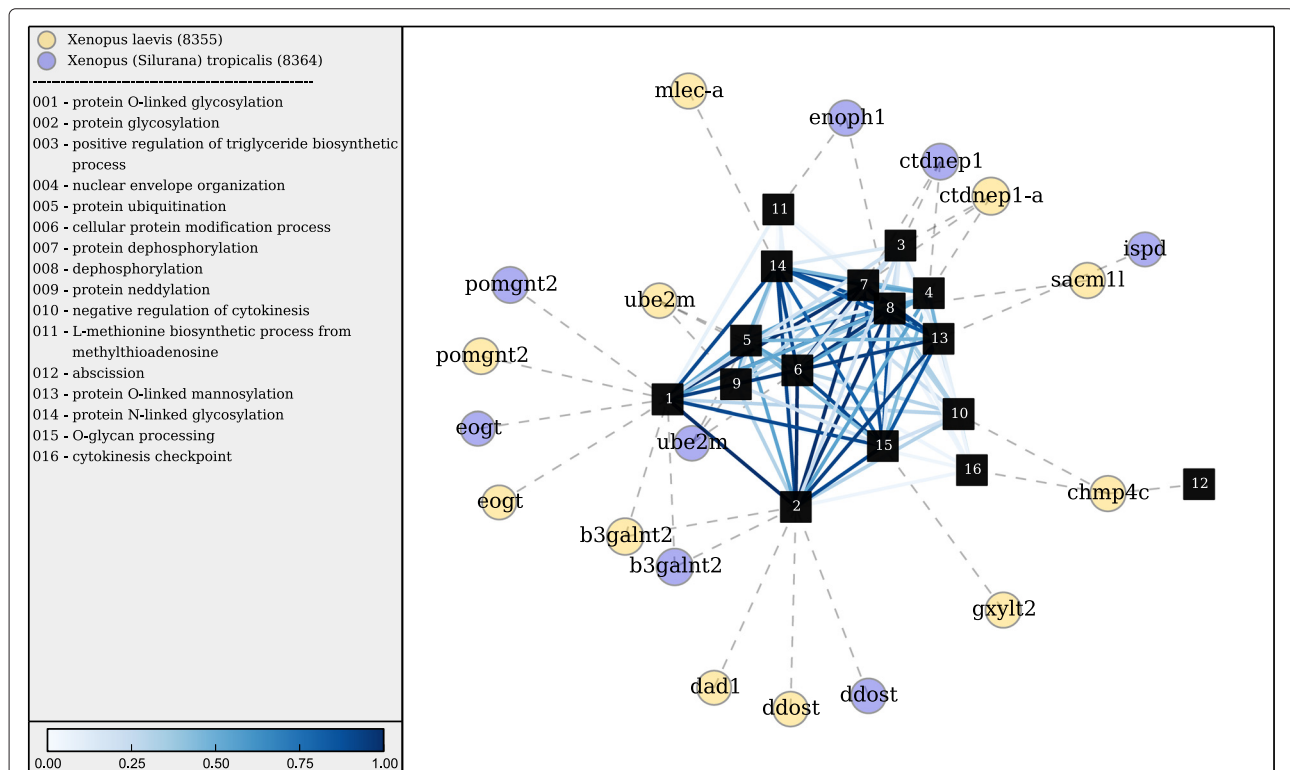 Xenopus laevis (8355)
Xenopus (Silurana) tropicalis (8364)
001 - protein O-linked glycosylation
002 - protein glycosylation
003 - positive regulation of triglyceride biosynthetic
process
004 - nuclear envelope organization
005 - protein ubiquitination
006 - cellular protein modification process
007 - protein dephosphorylation
008 - dephosphorylation
009 - protein neddylation
010 - negative regulation of cytokinesis
011 - L-methionine biosynthetic process from
methylthioadenosine
012 - abscission
013 - protein O-linked mannosylation
014 - protein N-linked glycosylation
015 - O-glycan processing
016 - cytokinesis checkpoint
0.00 0.25 0.50 0.75 1.00
mlec-a
enoph1
ctdnep1
ctdnep1-a
11
3
ispd
14
sacm1l
pomgnt2
7
4
ube2m
8
5
13
pomgnt2
6
9
1
10
eogt
ube2m
15
16
12
chmp4c
eogt
2
b3galnt2
b3galnt2
gxylt2
dad1
ddost
ddost